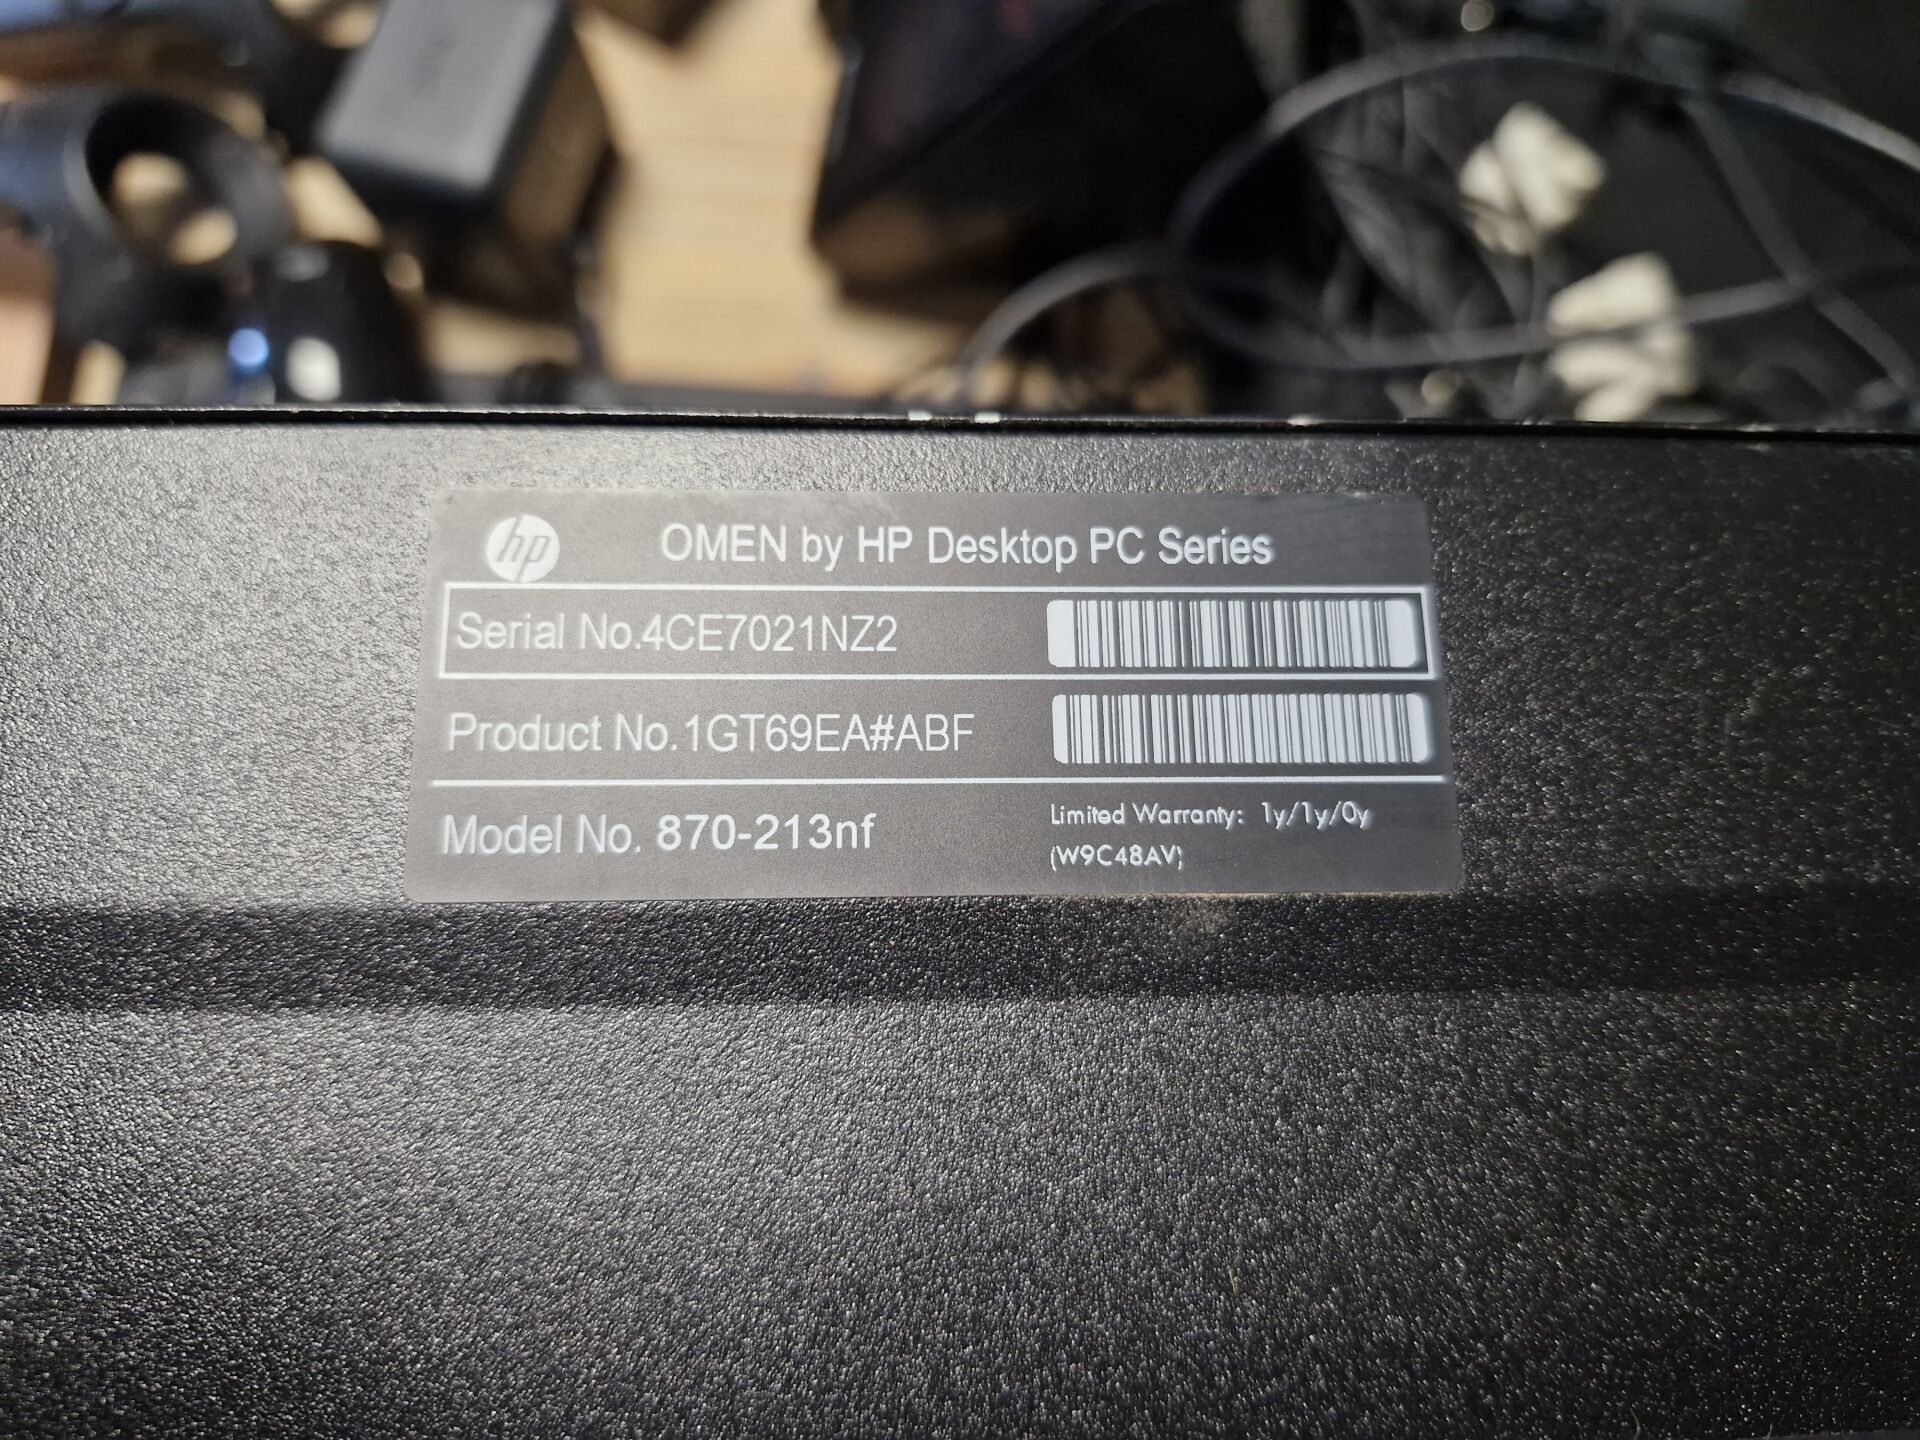 hp
OMEN by HP Desktop PC Series
Serial No.4CE7021NZ2
Product No.1GT69EA#ABF
Model No. 870-213nf
Limited Warranty: 1y/1y/0y
(W9C48AV)